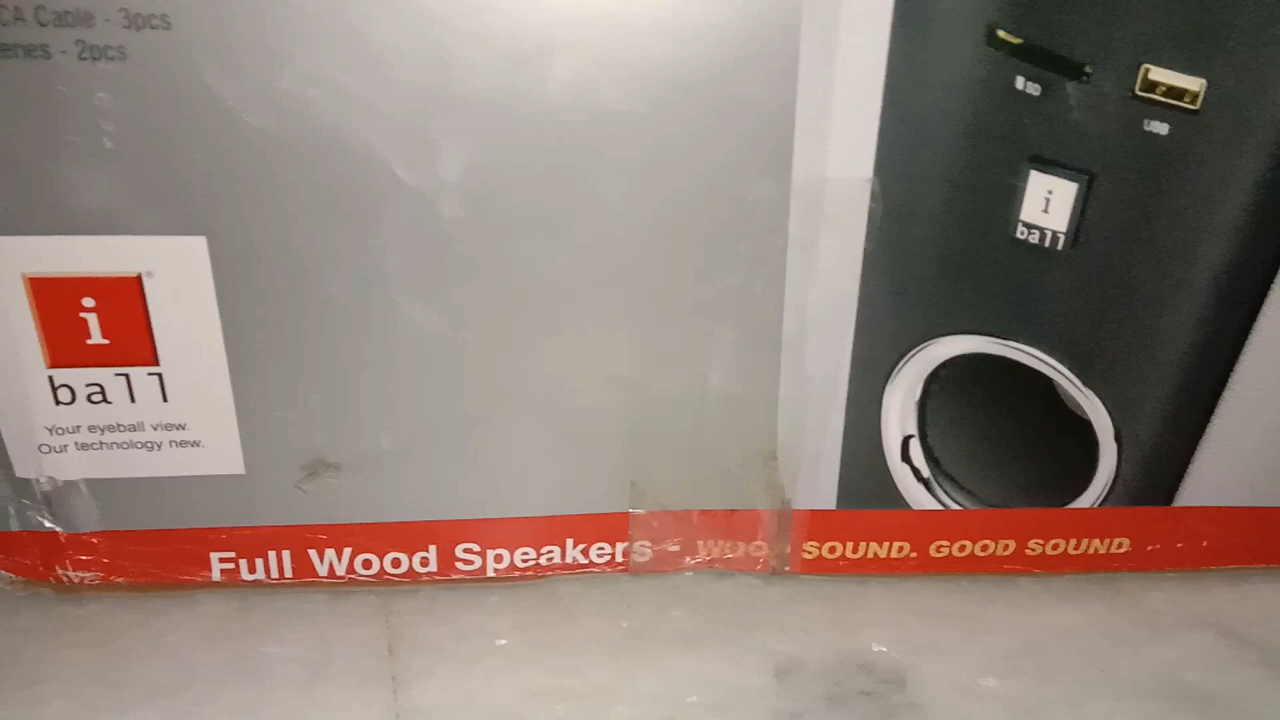 CA Cable - 3pcs
enes - 2pcs
SD
USB
i
ball
i
ball
Your eyeball view.
Our technology new.
Full Wood Speakers - Wood SOUND. GOOD SOUND